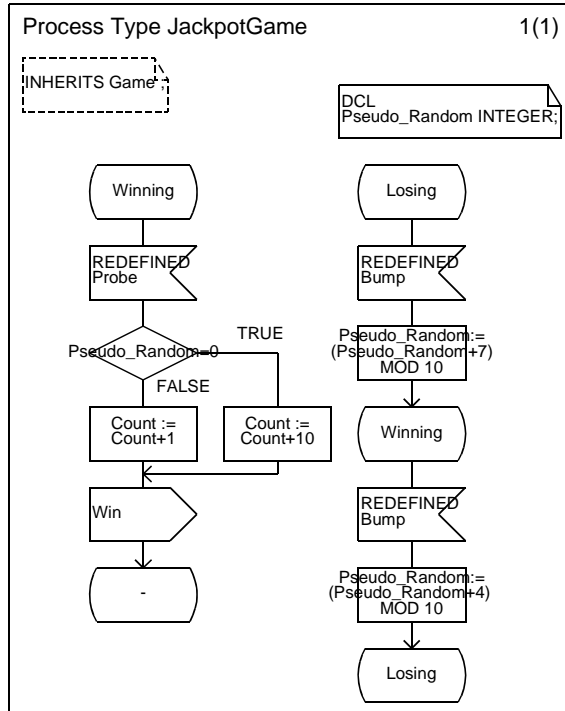 Process Type JackpotGame 1(1)
INHERITS Game ;
DCL
Pseudo_Random INTEGER;
Winning
REDEFINED
Probe
Pseudo_Random=0
TRUE
FALSE
Count :=
Count+1
Count :=
Count+10
Win
-
Losing
REDEFINED
Bump
Pseudo_Random:=
(Pseudo_Random+7)
MOD 10
Winning
REDEFINED
Bump
Pseudo_Random:=
(Pseudo_Random+4)
MOD 10
Losing